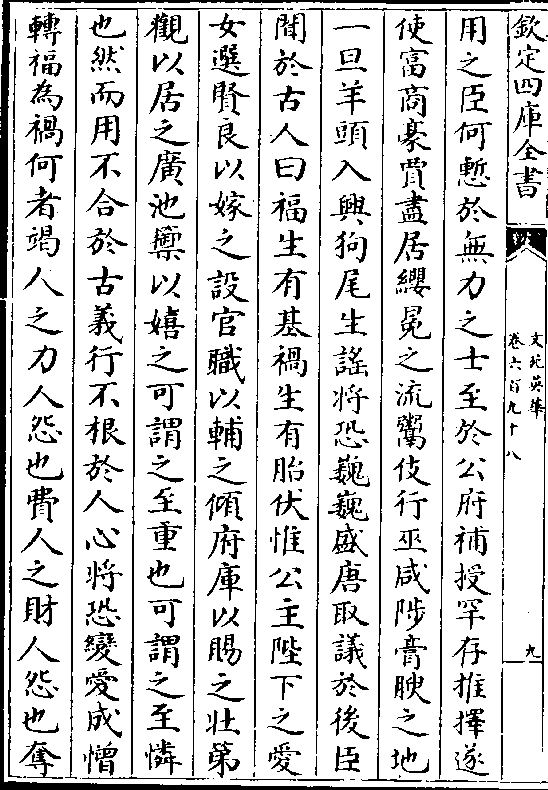 欽定四庫全書
文苑英華
卷六百九十八
九
用之臣何慙於無力之士至於公府補授罕存推擇遂
使富商豪賈盡居纓冕之流鬻伎行巫咸陟膏腴之地
一旦羊頭入興狗尾生謠將恐巍巍盛唐取議於後臣
聞於古人曰福生有基禍生有胎伏惟公主陛下之愛
女選賢良以嫁之設官職以輔之傾府庫以賜之壯第
觀以居之廣池籞以嬉之可謂之至重也可謂之至憐
也然而用不合於古義行不根於人心將恐變愛成憎
轉福為禍何者竭人之力人怨也費人之財人怨也奪